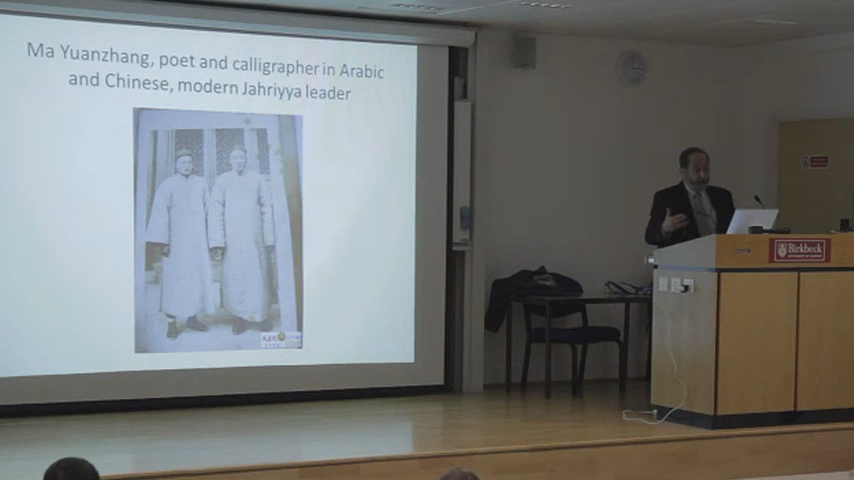 Ma Yuanzhang, poet and calligrapher in Arabic
and Chinese, modern Jahriyya leader
Birkbeck